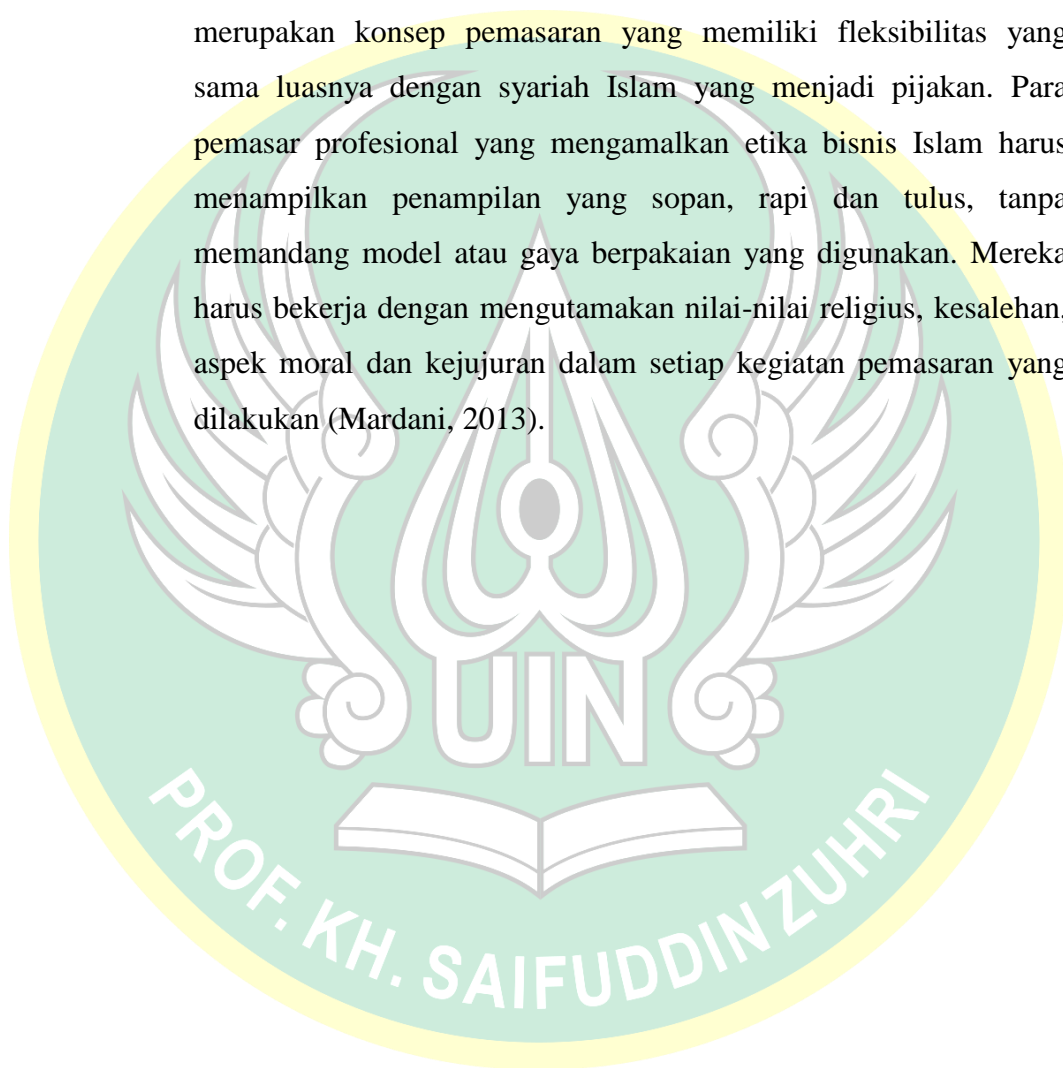 merupakan konsep pemasaran yang memiliki fleksibilitas yang
sama luasnya dengan syariah Islam yang menjadi pijakan. Para
pemasar profesional yang mengamalkan etika bisnis Islam harus
menampilkan penampilan yang sopan, rapi dan tulus, tanpa
memandang model atau gaya berpakaian yang digunakan. Mereka
harus bekerja dengan mengutamakan nilai-nilai religius, kesalehan,
aspek moral dan kejujuran dalam setiap kegiatan pemasaran yang
dilakukan (Mardani, 2013).
UIN
PROF. KH. SAIFUDDIN ZUHRI